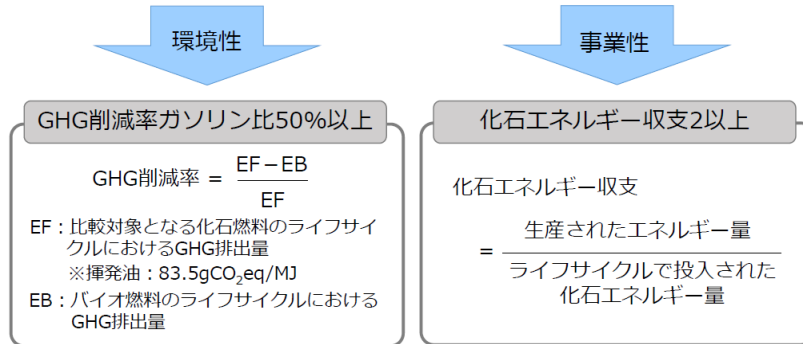 環境性
事業性
GHG削減率ガソリン比50%以上
GHG削減率 = EF－EB
EF
EF：比較対象となる化石燃料のライフサイ
クルにおけるGHG排出量
※揮発油：83.5gCO2eq/MJ
EB：バイオ燃料のライフサイクルにおける
GHG排出量
化石エネルギー収支2以上
化石エネルギー収支
= 生産されたエネルギー量
ライフサイクルで投入された
化石エネルギー量